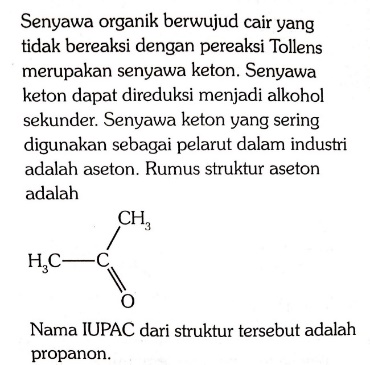 Senyawa organik berwujud cair yang
tidak bereaksi dengan pereaksi Tollens
merupakan senyawa keton. Senyawa
keton dapat direduksi menjadi alkohol
sekunder. Senyawa keton yang sering
digunakan sebagai pelarut dalam industri
adalah aseton. Rumus struktur aseton
adalah
CH₃
H₃C—C
O
Nama IUPAC dari struktur tersebut adalah
propanon.